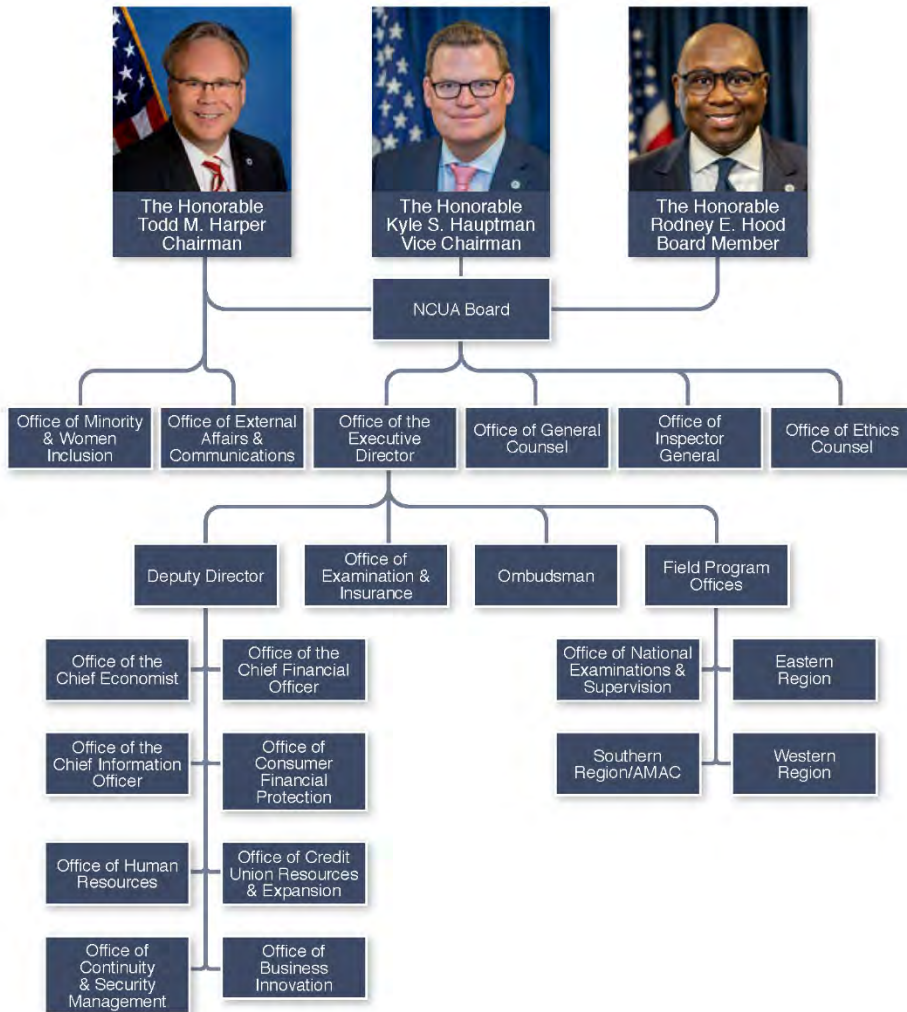 The Honorable
Todd M. Harper
Chairman
The Honorable
Kyle S. Hauptman
Vice Chairman
The Honorable
Rodney E. Hood
Board Member
NCUA Board
Office of Minority
& Women
Inclusion
Office of External
Affairs &
Communications
Office of the
Executive
Director
Office of General
Counsel
Office of
Inspector
General
Office of Ethics
Counsel
Deputy Director
Office of
Examination &
Insurance
Ombudsman
Field Program
Offices
Office of the
Chief Economist
Office of the
Chief Financial
Officer
Office of National
Examinations &
Supervision
Eastern
Region
Office of the
Chief Information
Officer
Office of
Consumer
Financial
Protection
Southern
Region/AMAC
Western
Region
Office of Human
Resources
Office of Credit
Union Resources
& Expansion
Office of
Continuity
& Security
Management
Office of
Business
Innovation